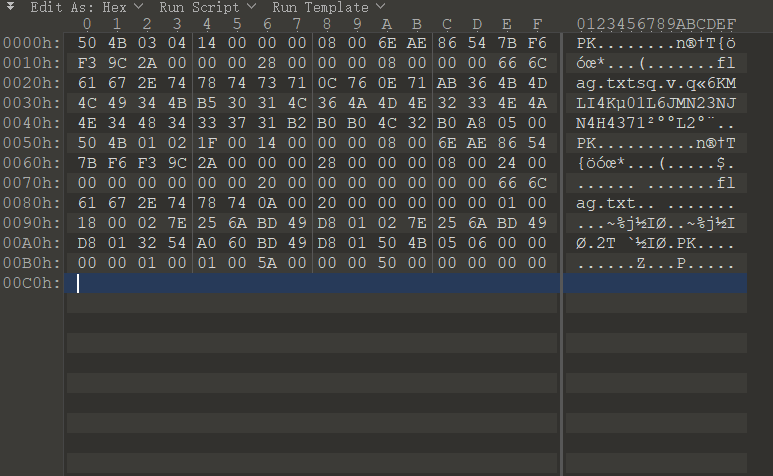 Edit As: Hex Run Script Run Template
0 1 2 3 4 5 6 7 8 9 A B C D E F 0123456789ABCDEF
0000h: 50 4B 03 04 14 00 00 00 08 00 6E AE 86 54 7B F6 PK........n®†T{ö
0010h: F3 9C 2A 00 00 00 28 00 00 00 08 00 00 00 66 6C óœ*...(.......fl
0020h: 61 67 2E 74 78 74 73 71 0C 76 0E 71 AB 36 4B 4D ag.txtsq.v.q«6KM
0030h: 4C 49 34 4B B5 30 31 4C 36 4A 4D 4E 32 33 4E 4A LI4Kµ01L6JMN23NJ
0040h: 4E 34 48 34 33 37 31 B2 B0 B0 4C 32 B0 A8 05 00 N4H4371²°°L2°¨..
0050h: 50 4B 01 02 1F 00 14 00 00 00 08 00 6E AE 86 54 PK..........n®†T
0060h: 7B F6 F3 9C 2A 00 00 00 28 00 00 00 08 00 24 00 {öóœ*...(.....$.
0070h: 00 00 00 00 00 00 20 00 00 00 00 00 00 00 66 6C ...... .......fl
0080h: 61 67 2E 74 78 74 0A 00 20 00 00 00 00 00 01 00 ag.txt.. .......
0090h: 18 00 02 7E 25 6A BD 49 D8 01 02 7E 25 6A BD 49 ...~%j½IØ..~%j½I
00A0h: D8 01 32 54 A0 60 BD 49 D8 01 50 4B 05 06 00 00 Ø.2T `½IØ.PK....
00B0h: 00 00 01 00 01 00 5A 00 00 00 50 00 00 00 00 00 ......Z...P.....
00C0h: